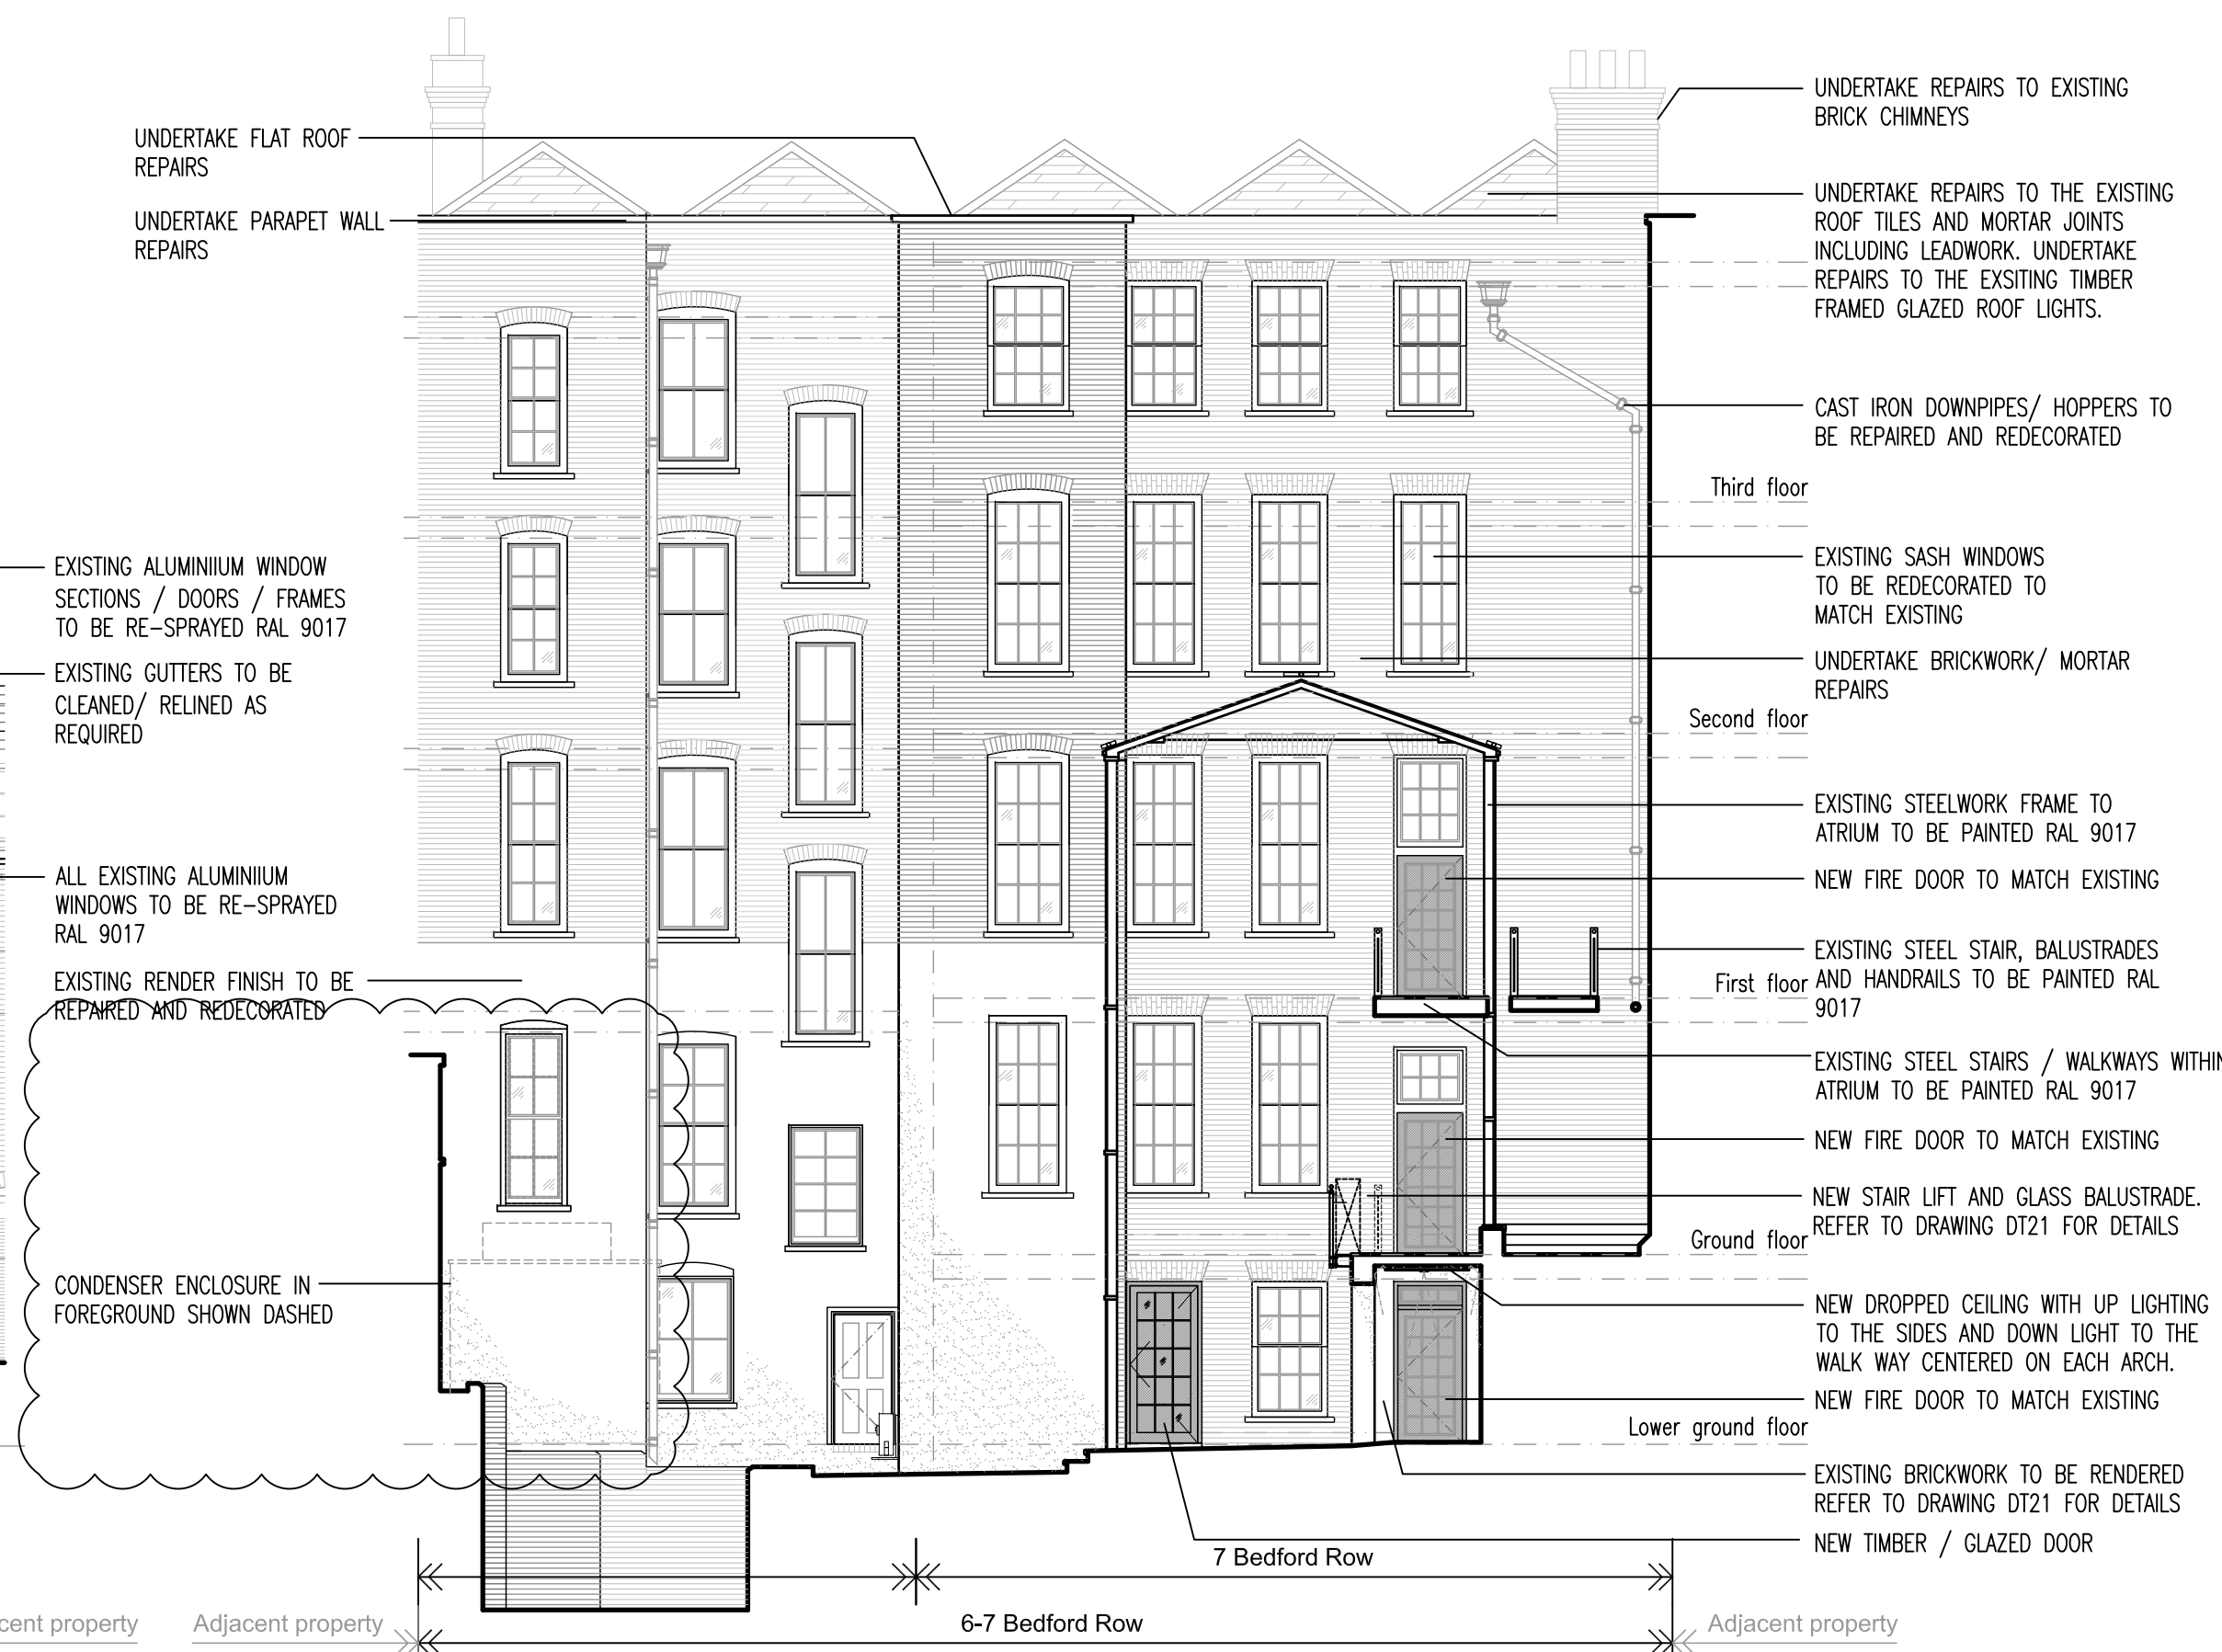 UNDERTAKE FLAT ROOF
REPAIRS
UNDERTAKE PARAPET WALL
REPAIRS
EXISTING ALUMINIIUM WINDOW
SECTIONS / DOORS / FRAMES
TO BE RE-SPRAYED RAL 9017
EXISTING GUTTERS TO BE
CLEANED/ RELINED AS
REQUIRED
ALL EXISTING ALUMINIIUM
WINDOWS TO BE RE-SPRAYED
RAL 9017
EXISTING RENDER FINISH TO BE
REPAIRED AND REDECORATED
CONDENSER ENCLOSURE IN
FOREGROUND SHOWN DASHED
UNDERTAKE REPAIRS TO EXISTING
BRICK CHIMNEYS
UNDERTAKE REPAIRS TO THE EXISTING
ROOF TILES AND MORTAR JOINTS
INCLUDING LEADWORK. UNDERTAKE
REPAIRS TO THE EXSITING TIMBER
FRAMED GLAZED ROOF LIGHTS.
CAST IRON DOWNPIPES/ HOPPERS TO
BE REPAIRED AND REDECORATED
Third floor
EXISTING SASH WINDOWS
TO BE REDECORATED TO
MATCH EXISTING
UNDERTAKE BRICKWORK/ MORTAR
REPAIRS
Second floor
EXISTING STEELWORK FRAME TO
ATRIUM TO BE PAINTED RAL 9017
NEW FIRE DOOR TO MATCH EXISTING
EXISTING STEEL STAIR, BALUSTRADES
AND HANDRAILS TO BE PAINTED RAL
9017
First floor
EXISTING STEEL STAIRS / WALKWAYS WITHIN
ATRIUM TO BE PAINTED RAL 9017
NEW FIRE DOOR TO MATCH EXISTING
NEW STAIR LIFT AND GLASS BALUSTRADE.
REFER TO DRAWING DT21 FOR DETAILS
Ground floor
NEW DROPPED CEILING WITH UP LIGHTING
TO THE SIDES AND DOWN LIGHT TO THE
WALK WAY CENTERED ON EACH ARCH.
NEW FIRE DOOR TO MATCH EXISTING
Lower ground floor
EXISTING BRICKWORK TO BE RENDERED
REFER TO DRAWING DT21 FOR DETAILS
NEW TIMBER / GLAZED DOOR
7 Bedford Row
6-7 Bedford Row
cent property
Adjacent property
Adjacent property